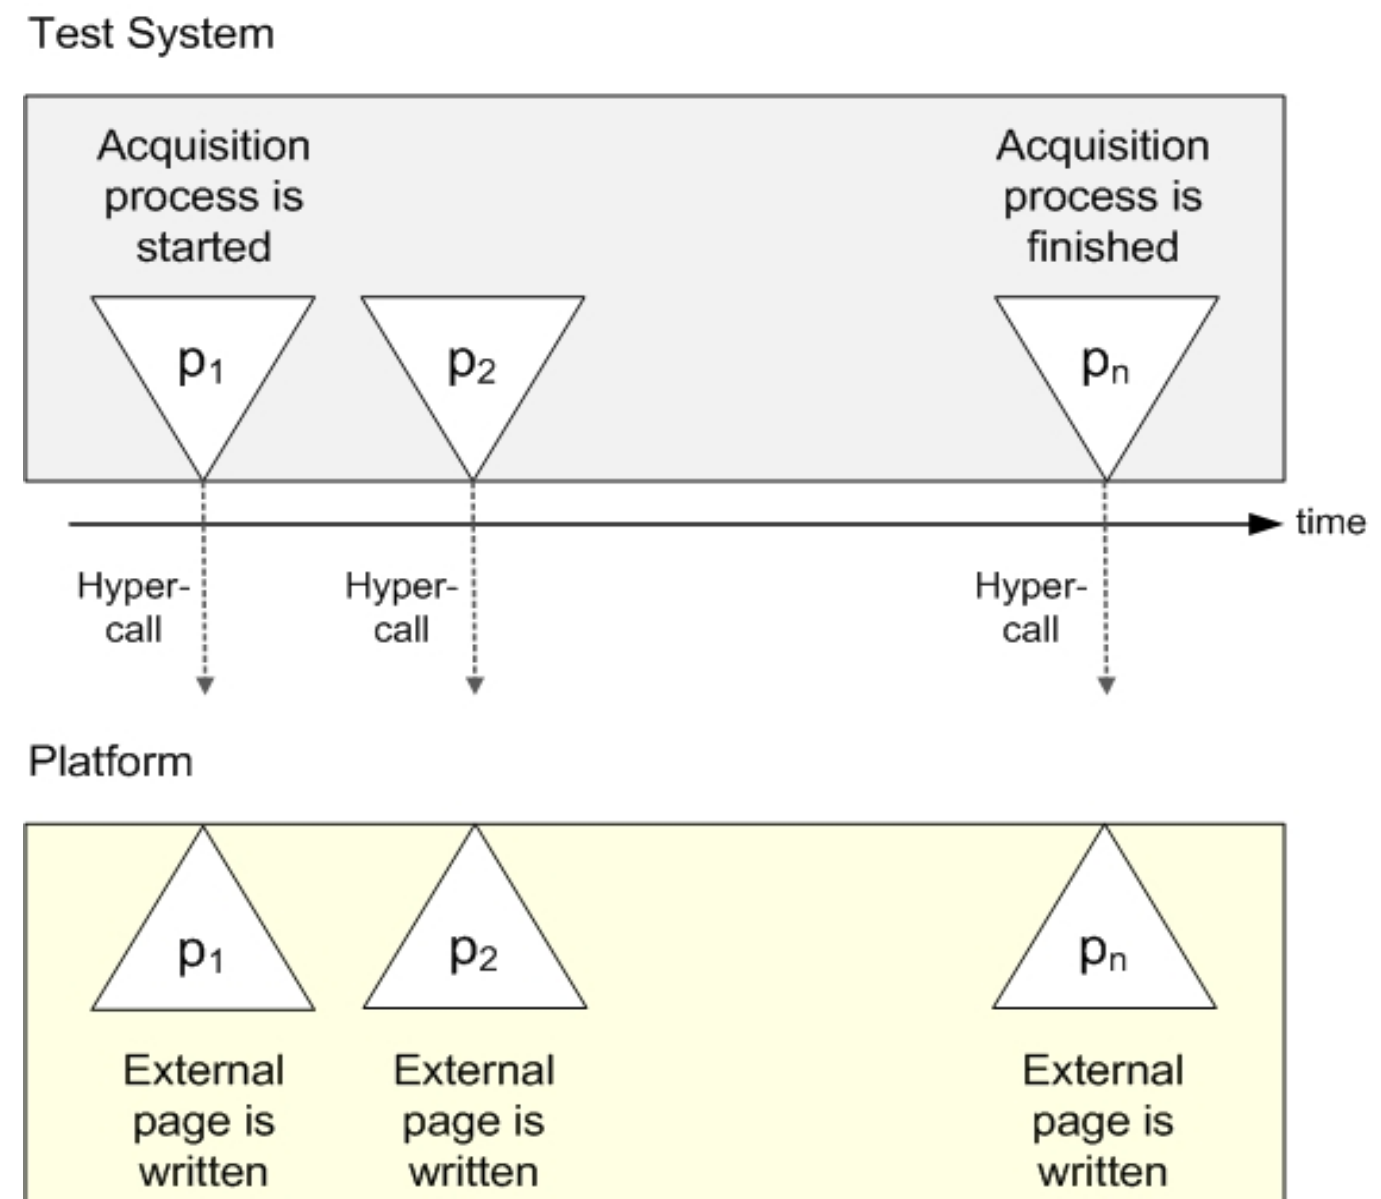 Test System
Acquisition
process is
started
Acquisition
process is
finished
p1
p2
pn
time
Hyper-
call
Hyper-
call
Hyper-
call
Platform
p1
p2
pn
External
page is
written
External
page is
written
External
page is
written